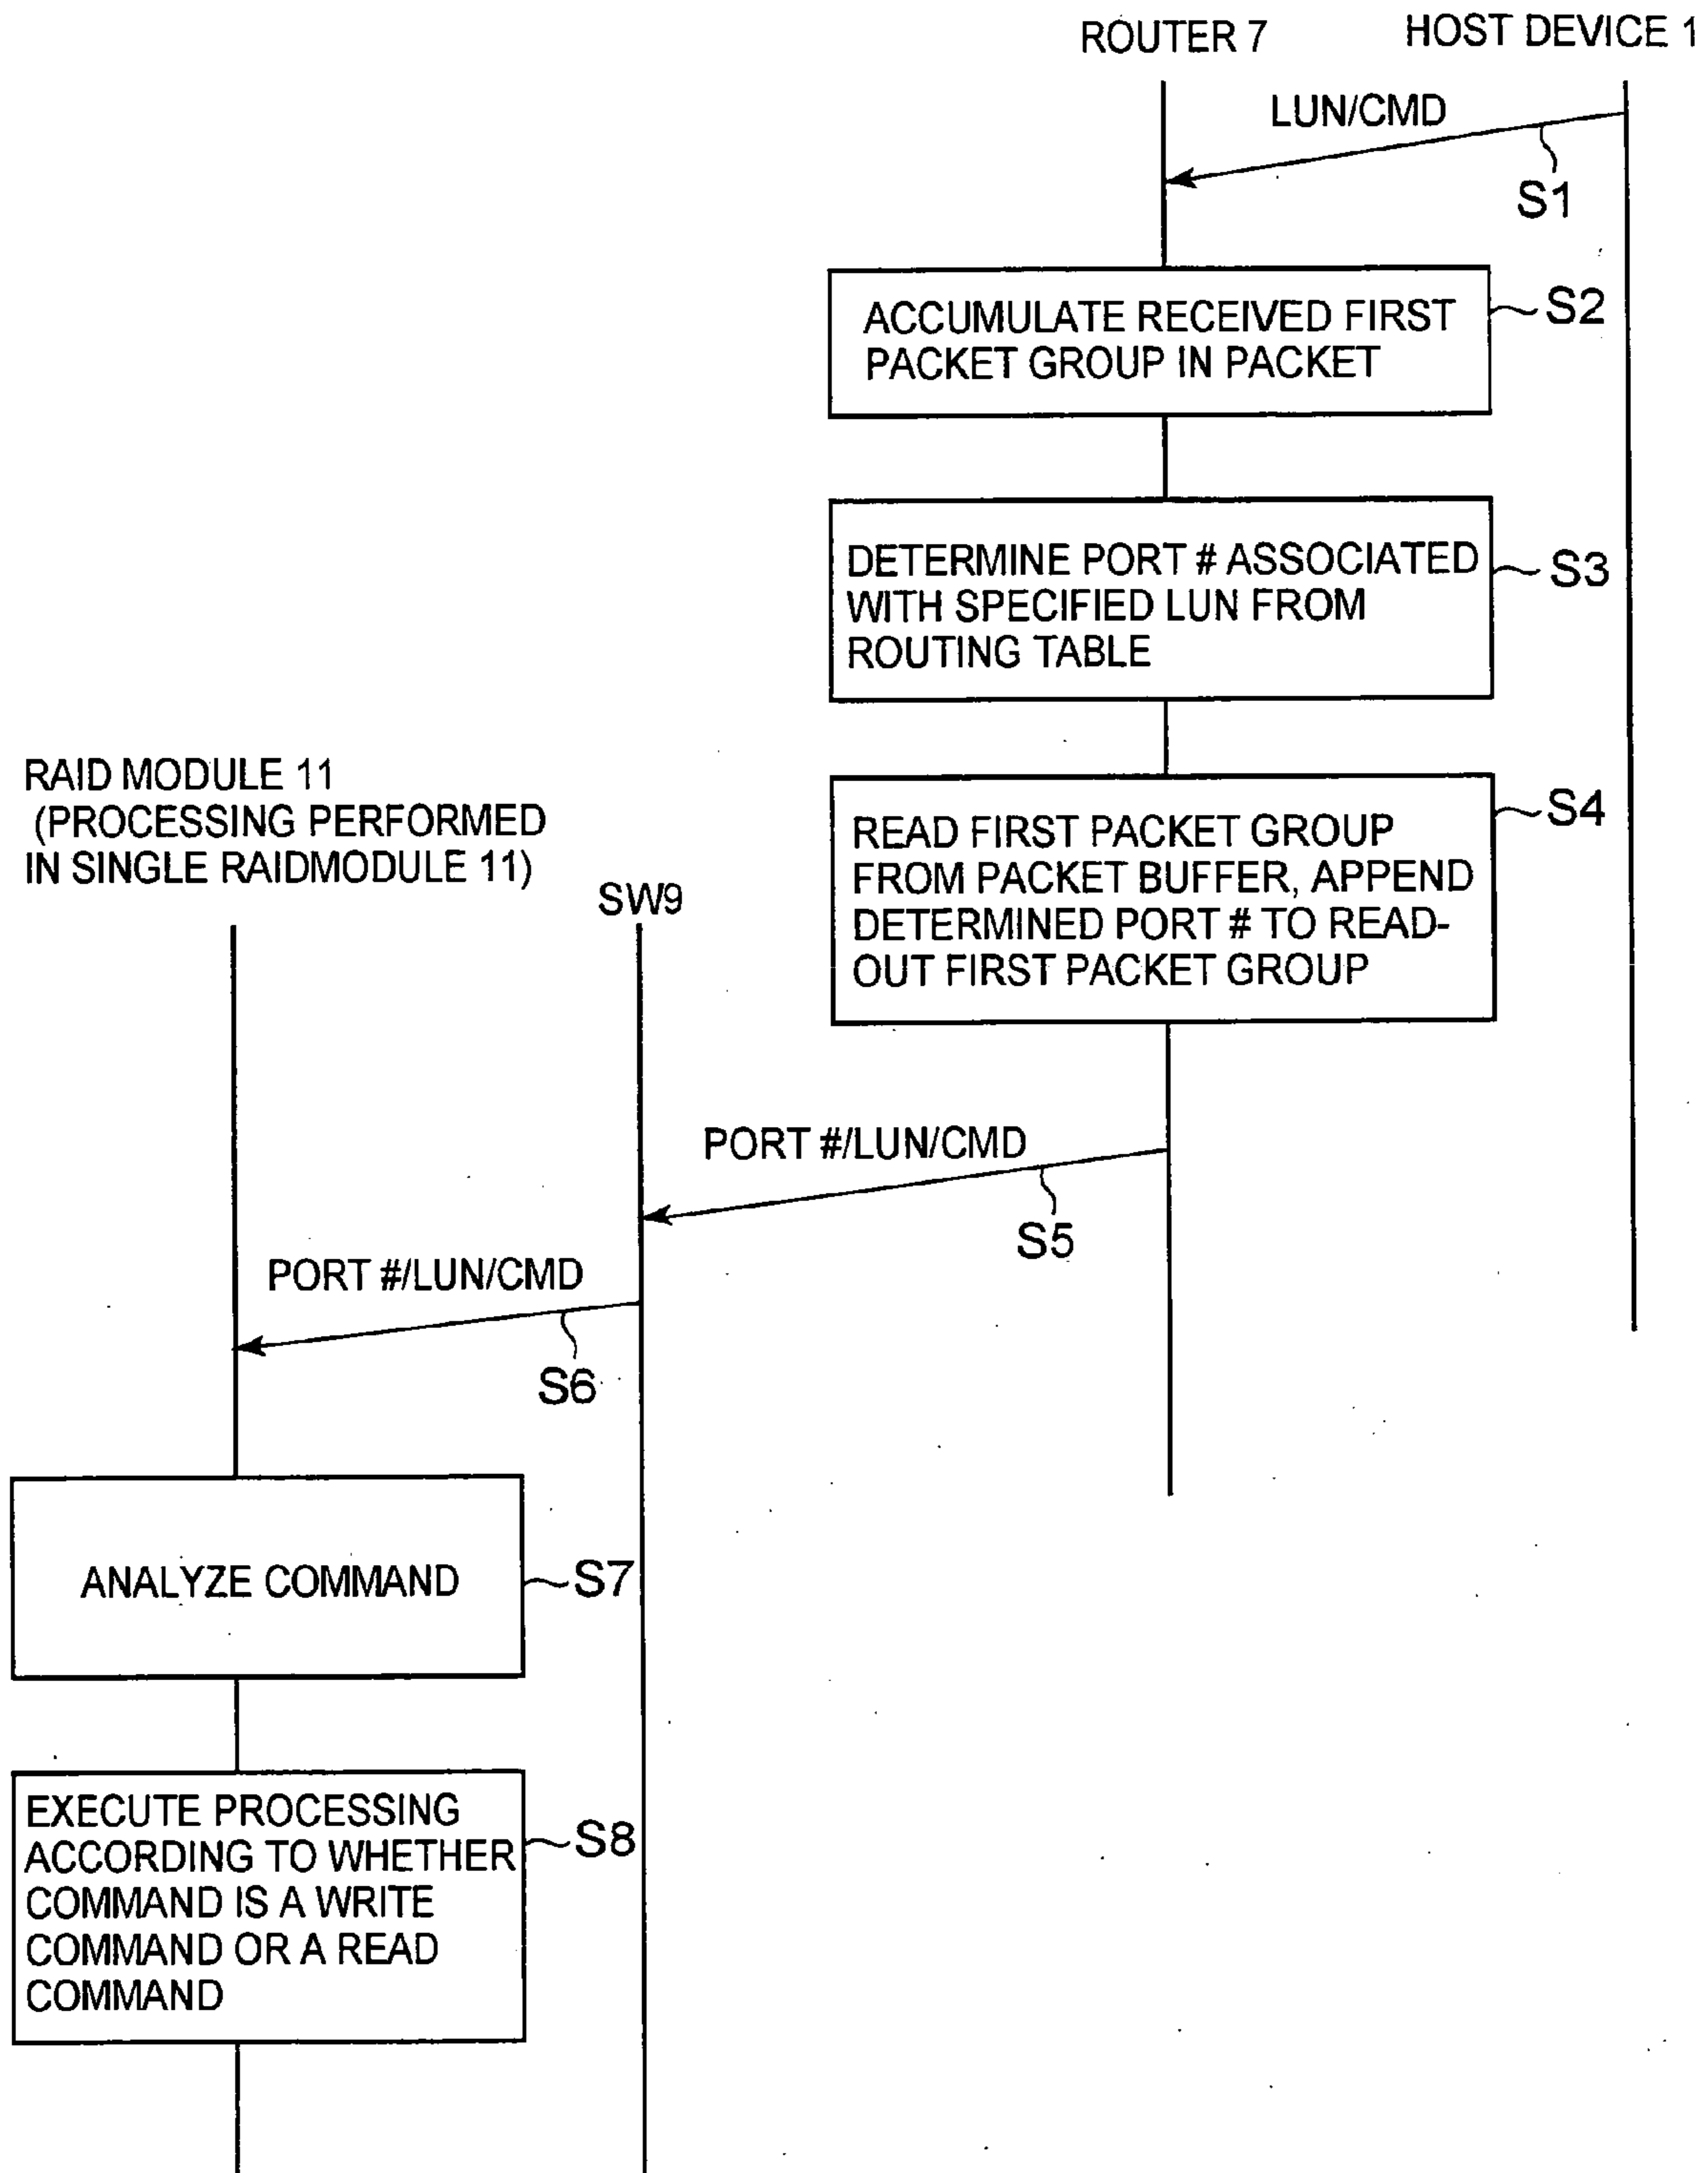 ROUTER 7
HOST DEVICE 1
LUN/CMD
S1
ACCUMULATE RECEIVED FIRST
PACKET GROUP IN PACKET
S2
DETERMINE PORT # ASSOCIATED
WITH SPECIFIED LUN FROM
ROUTING TABLE
S3
RAID MODULE 11
(PROCESSING PERFORMED
IN SINGLE RAIDMODULE 11)
SW9
READ FIRST PACKET GROUP
FROM PACKET BUFFER, APPEND
DETERMINED PORT # TO READ-
OUT FIRST PACKET GROUP
S4
PORT #/LUN/CMD
S5
PORT #/LUN/CMD
S6
ANALYZE COMMAND
S7
EXECUTE PROCESSING
ACCORDING TO WHETHER
COMMAND IS A WRITE
COMMAND OR A READ
COMMAND
S8